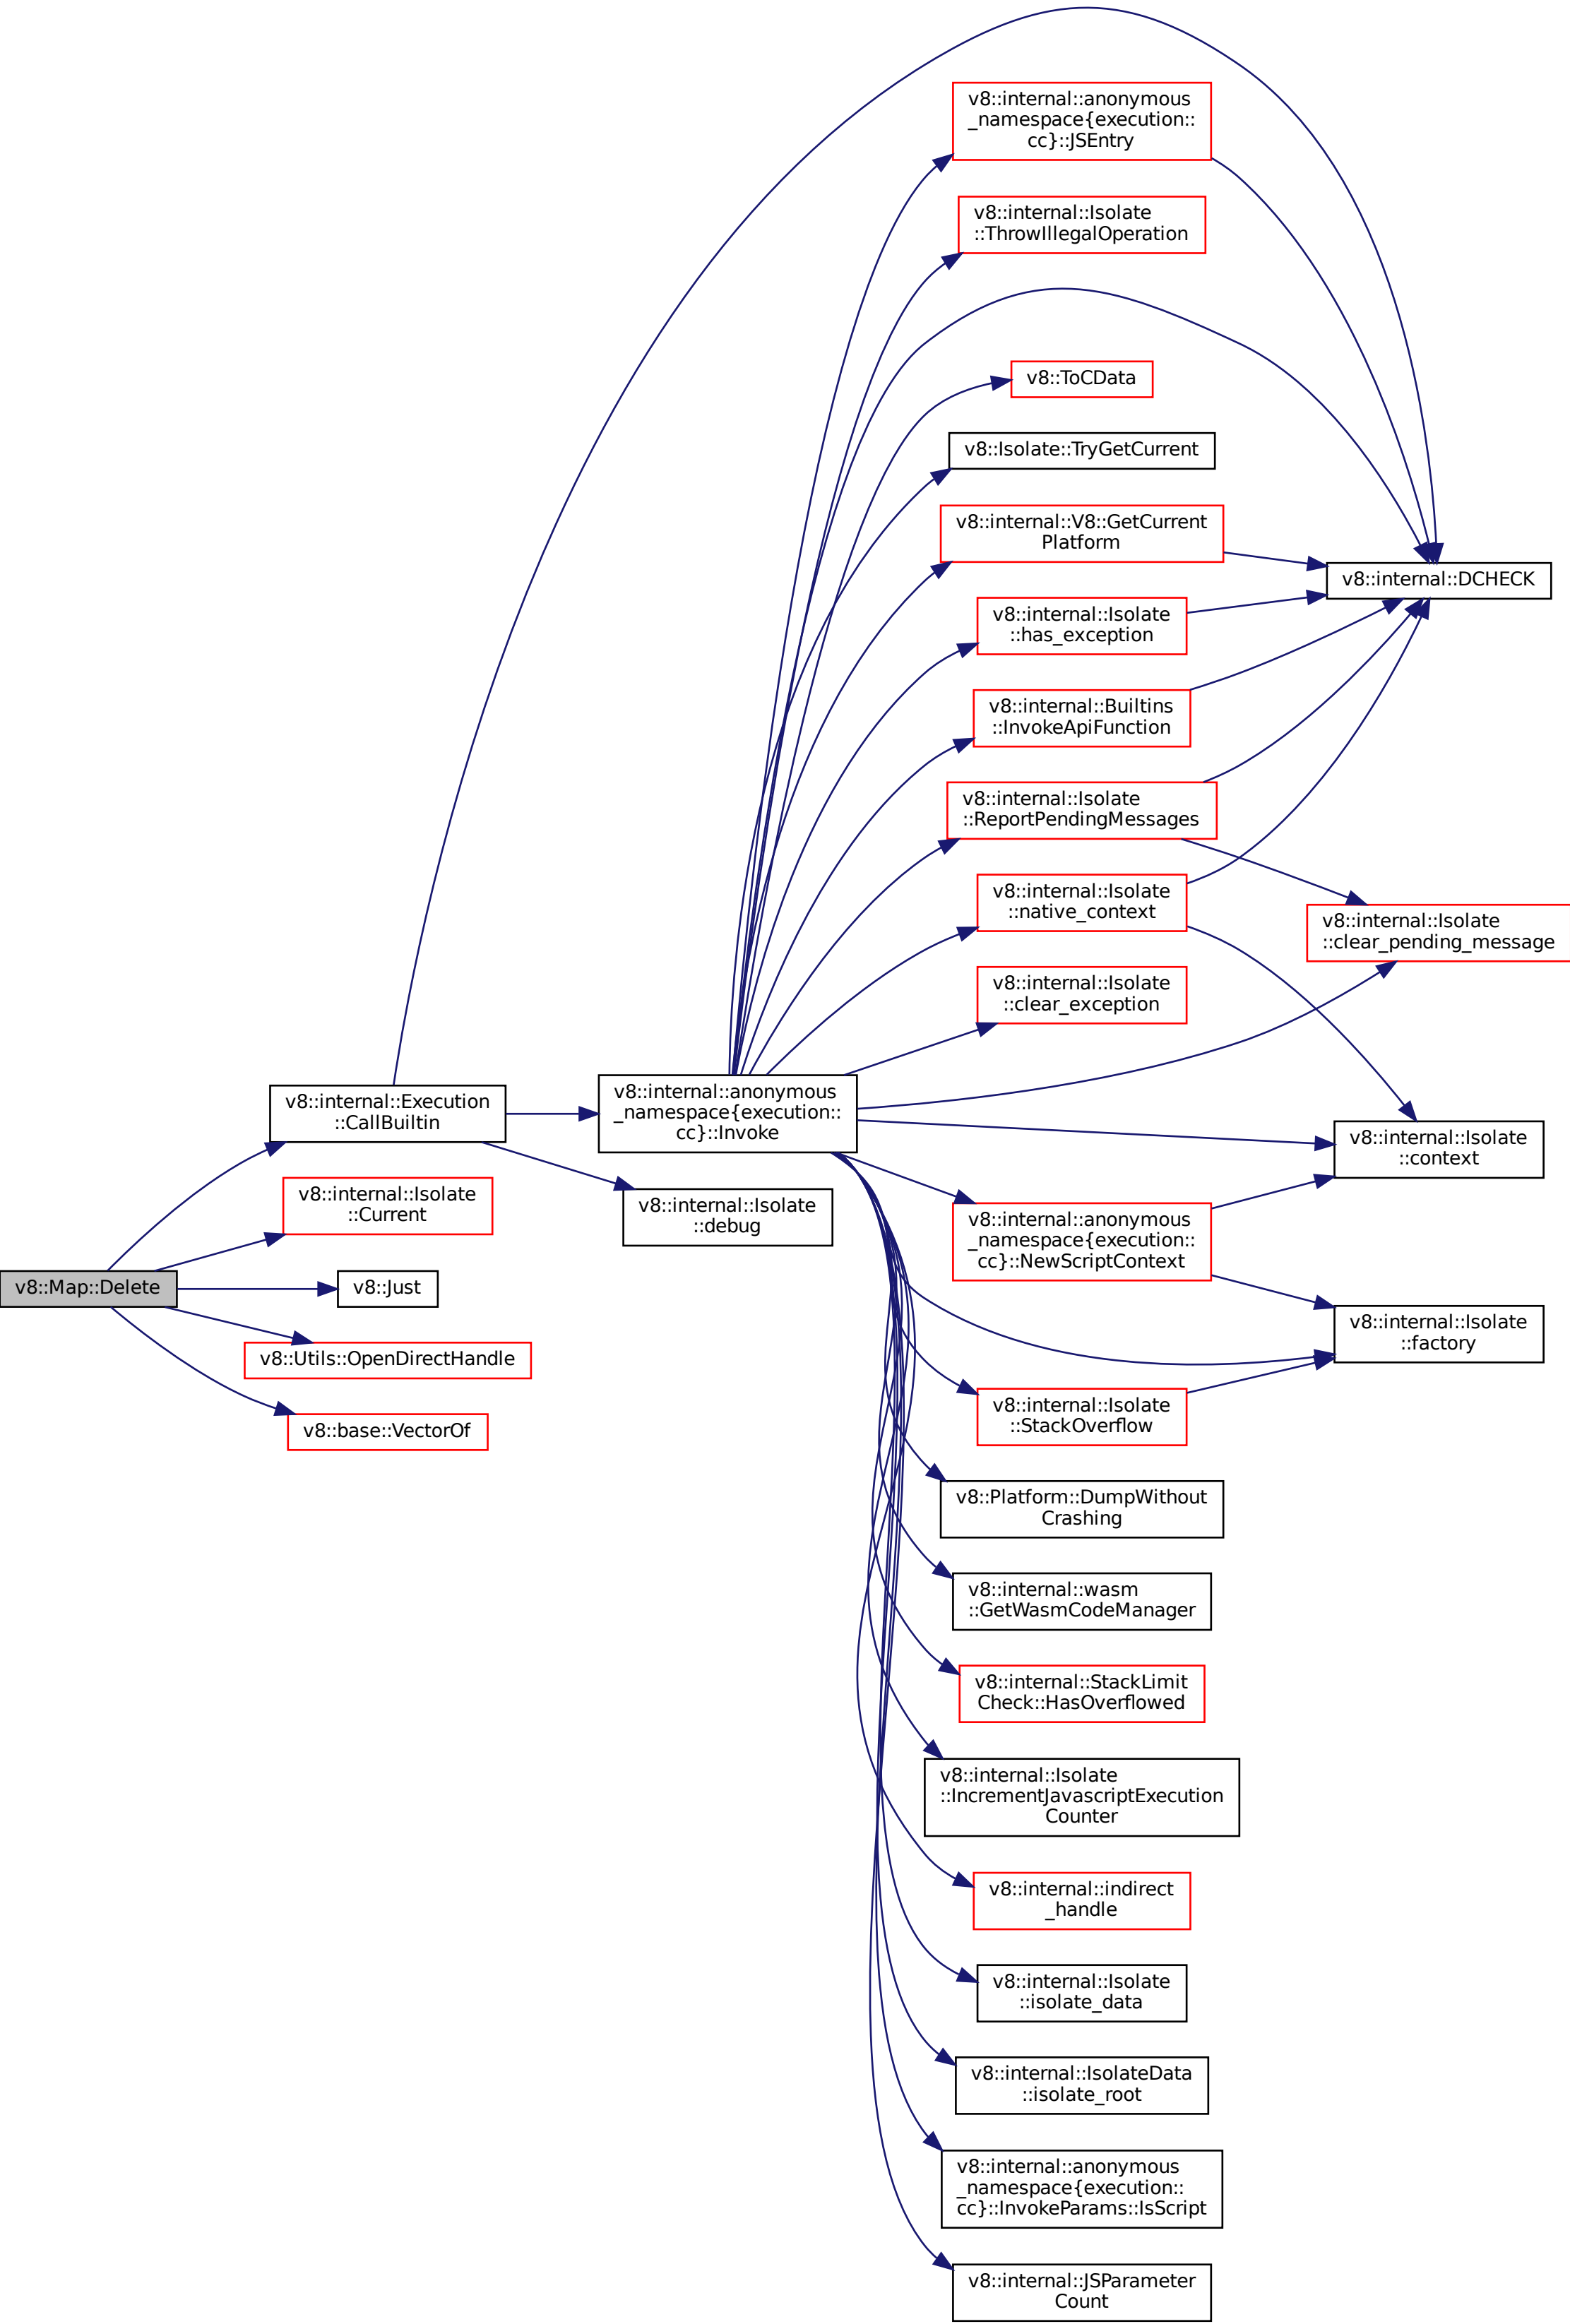 v8::internal::anonymous
_namespace{execution::
cc}::JSEntry
v8::internal::Isolate
::ThrowIllegalOperation
v8::ToCData
v8::Isolate::TryGetCurrent
v8::internal::V8::GetCurrent
Platform
v8::internal::DCHECK
v8::internal::Isolate
::has_exception
v8::internal::Builtins
::InvokeApiFunction
v8::internal::Isolate
::ReportPendingMessages
v8::internal::Isolate
::native_context
v8::internal::Isolate
::clear_pending_message
v8::internal::Isolate
::clear_exception
v8::internal::Execution
::CallBuiltin
v8::internal::anonymous
_namespace{execution::
cc}::Invoke
v8::internal::Isolate
::context
v8::internal::Isolate
::Current
v8::internal::Isolate
::debug
v8::internal::anonymous
_namespace{execution::
cc}::NewScriptContext
v8::Map::Delete
v8::Just
v8::internal::Isolate
::factory
v8::Utils::OpenDirectHandle
v8::internal::Isolate
::StackOverflow
v8::base::VectorOf
v8::Platform::DumpWithout
Crashing
v8::internal::wasm
::GetWasmCodeManager
v8::internal::StackLimit
Check::HasOverflowed
v8::internal::Isolate
::IncrementJavascriptExecution
Counter
v8::internal::indirect
_handle
v8::internal::Isolate
::isolate_data
v8::internal::IsolateData
::isolate_root
v8::internal::anonymous
_namespace{execution::
cc}::InvokeParams::IsScript
v8::internal::JSParameter
Count